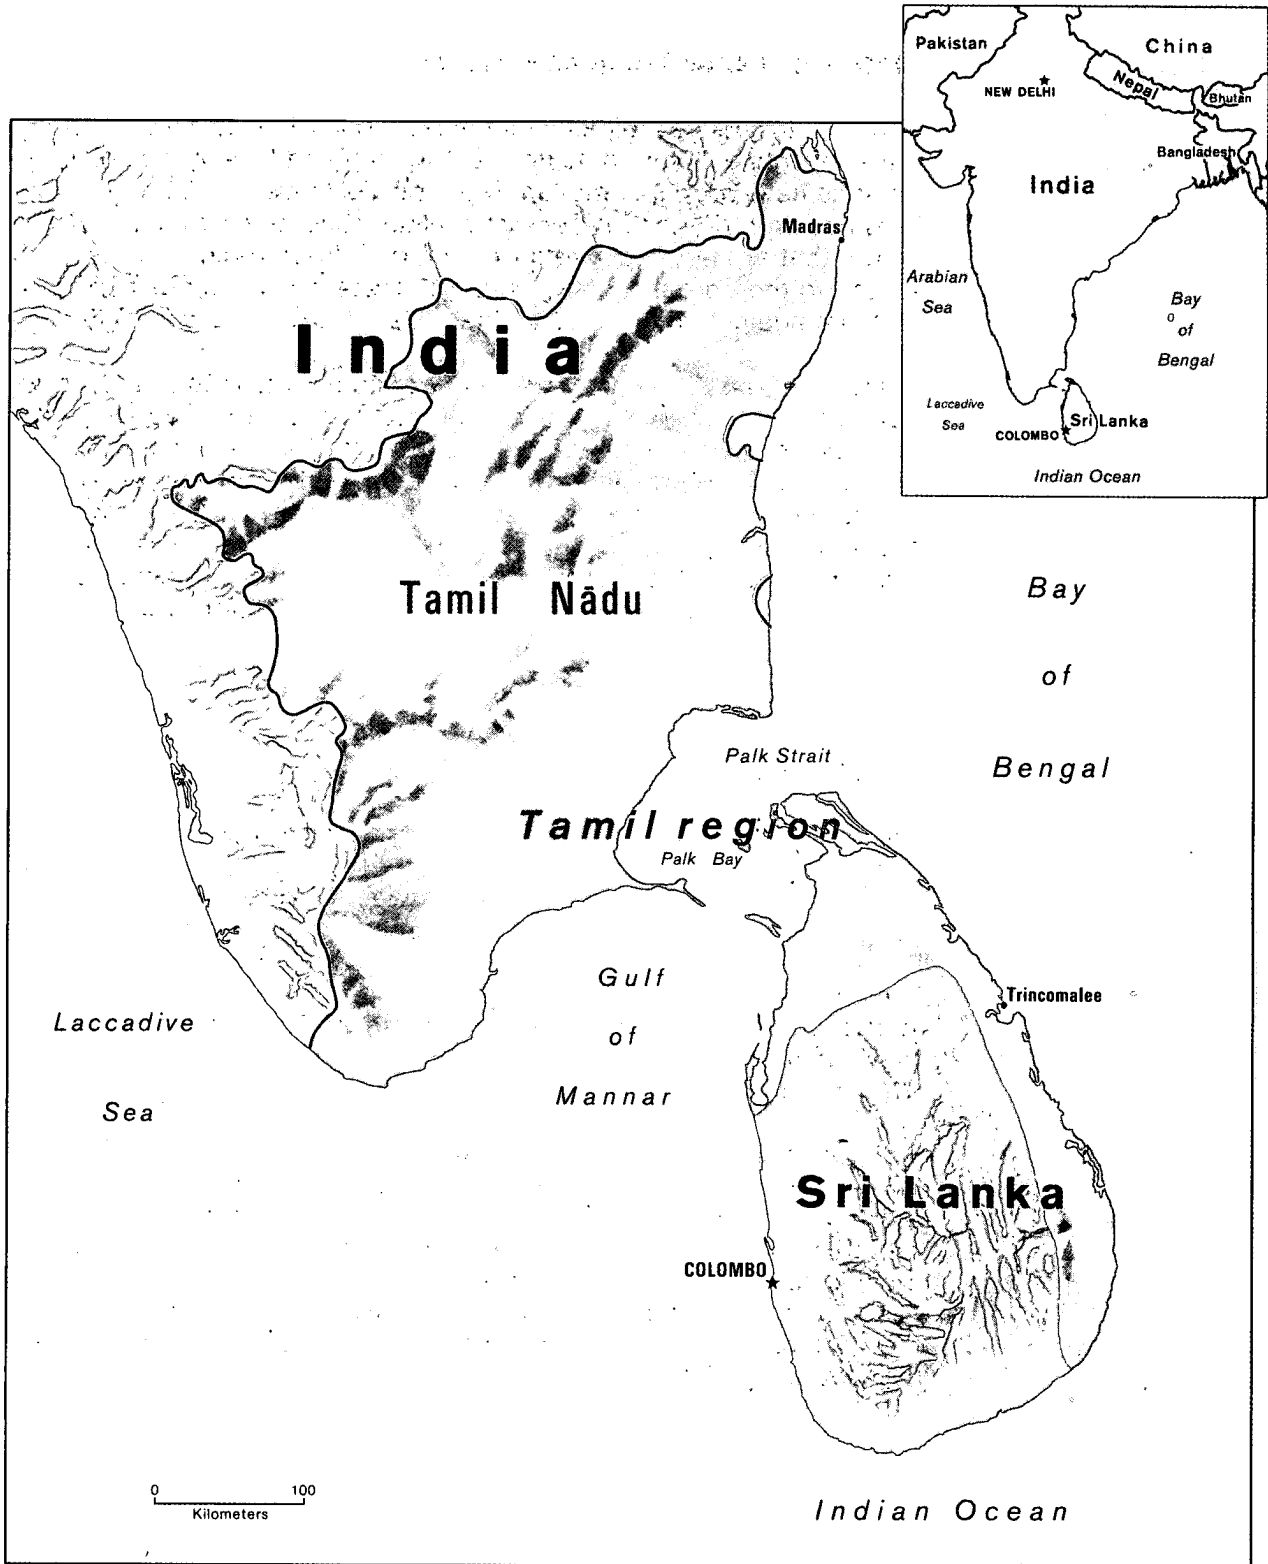 Pakistan
China
NEW DELHI
Nepal
Bhutan
Bangladesh
India
Arabian
Sea
Bay
of
Bengal
Laccadive
Sea
COLOMBO
Sri Lanka
Indian Ocean
Madras
India
Tamil Nādu
Bay
of
Bengal
Palk Strait
Tamil region
Palk Bay
Gulf
of
Mannar
Trincomalee
Laccadive
Sea
Sri Lanka
COLOMBO
0 100
Kilometers
Indian Ocean